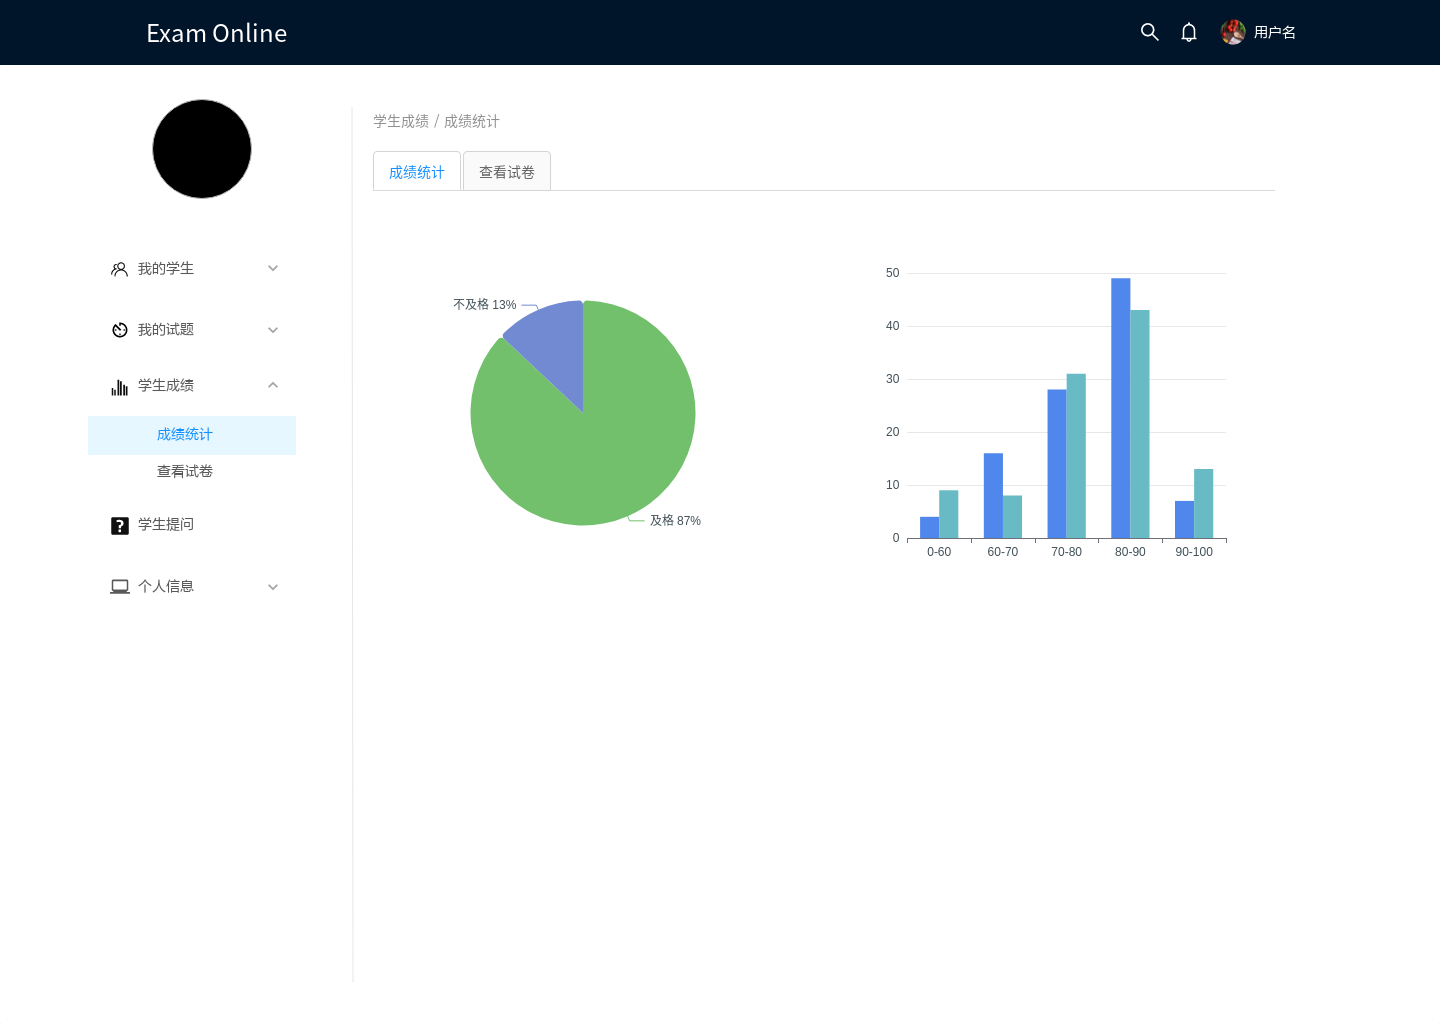 Exam Online
用户名
学生成绩 / 成绩统计
成绩统计
查看试卷
我的学生
我的试题
学生成绩
成绩统计
查看试卷
学生提问
个人信息
不及格 13%
及格 87%
50
40
30
20
10
0
0-60 60-70 70-80 80-90 90-100